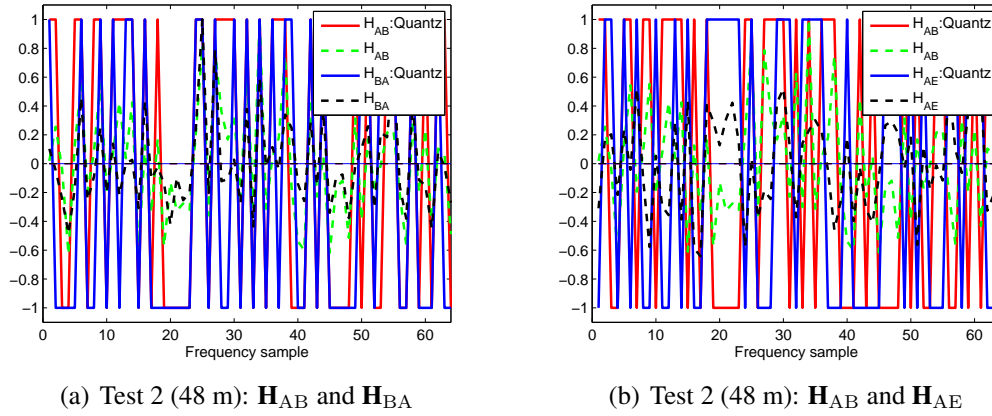 1
0.8
0.6
0.4
0.2
0
−0.2
−0.4
−0.6
−0.8
−1
0 10 20 30 40 50 60
Frequency sample
H_AB:Quantz
H_AB
H_BA:Quantz
H_BA
(a) Test 2 (48 m): H_AB and H_BA
1
0.8
0.6
0.4
0.2
0
−0.2
−0.4
−0.6
−0.8
−1
0 10 20 30 40 50 60
Frequency sample
H_AB:Quantz
H_AB
H_AE:Quantz
H_AE
(b) Test 2 (48 m): H_AB and H_AE